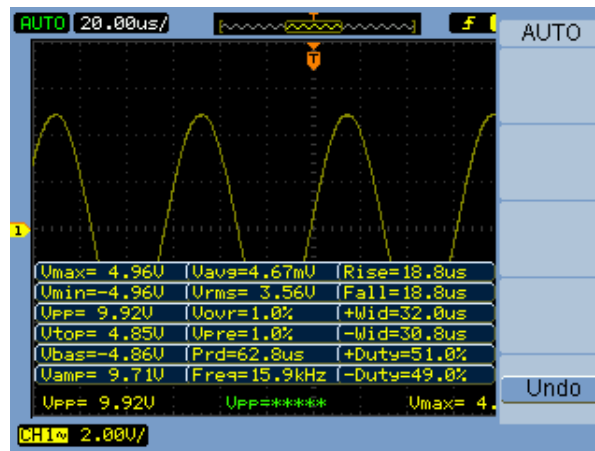 AUTO 20.00us/ AUTO
T
T
1
Vmax= 4.96V Vavg=4.67mV Rise=18.8us
Vmin=-4.96V Vrms= 3.56V Fall=18.8us
Vpp= 9.92V Vovr=1.0% +Wid=32.0us
Vtop= 4.85V Vpre=1.0% -Wid=30.8us
Vbas=-4.86V Prd=62.8us +Duty=51.0%
Vamp= 9.71V Freq=15.9kHz -Duty=49.0%
Undo
Vpp= 9.92V Vpp=***** Vmax= 4.
CH1~ 2.00V/